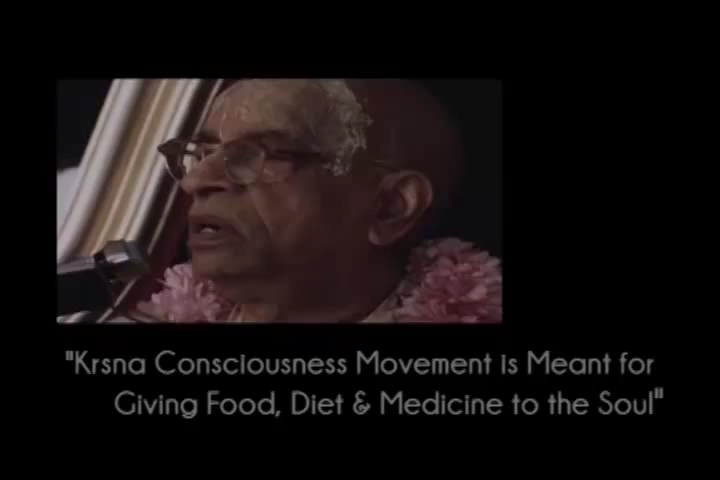 "Krsna Consciousness Movement is Meant for
Giving Food, Diet & Medicine to the Soul"